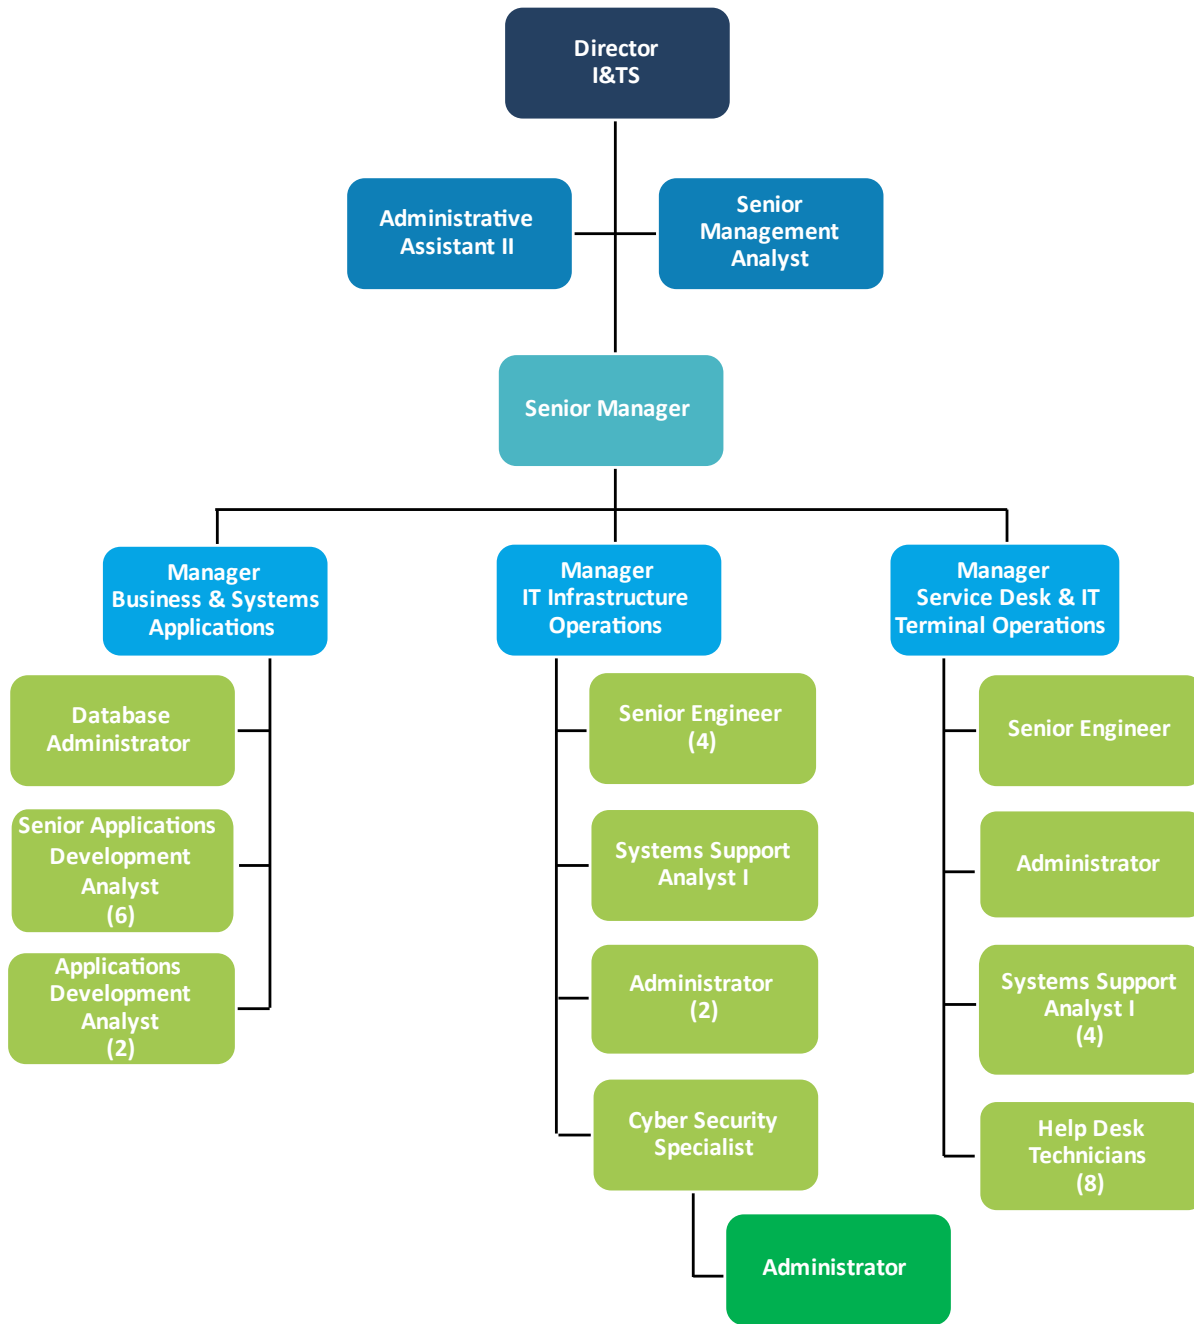 Director
I&TS
Administrative
Assistant II
Senior
Management
Analyst
Senior Manager
Manager
Business & Systems
Applications
Manager
IT Infrastructure
Operations
Manager
Service Desk & IT
Terminal Operations
Database
Administrator
Senior Applications
Development
Analyst
(6)
Applications
Development
Analyst
(2)
Senior Engineer
(4)
Systems Support
Analyst I
Administrator
(2)
Cyber Security
Specialist
Administrator
Senior Engineer
Administrator
Systems Support
Analyst I
(4)
Help Desk
Technicians
(8)